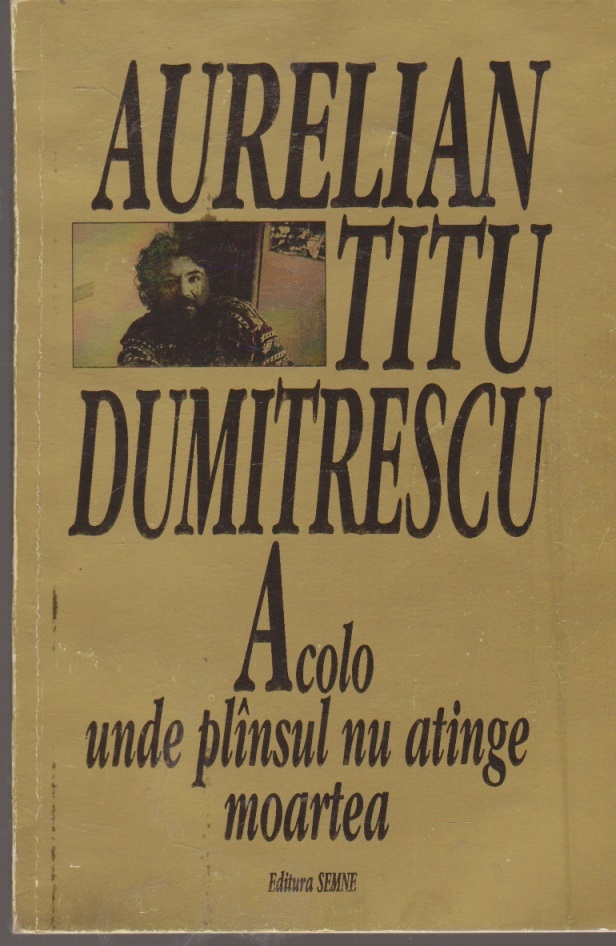 AURELIAN
TITU
DUMITRESCU
Acolo
unde plînsul nu atinge
moartea
Editura SEMNE